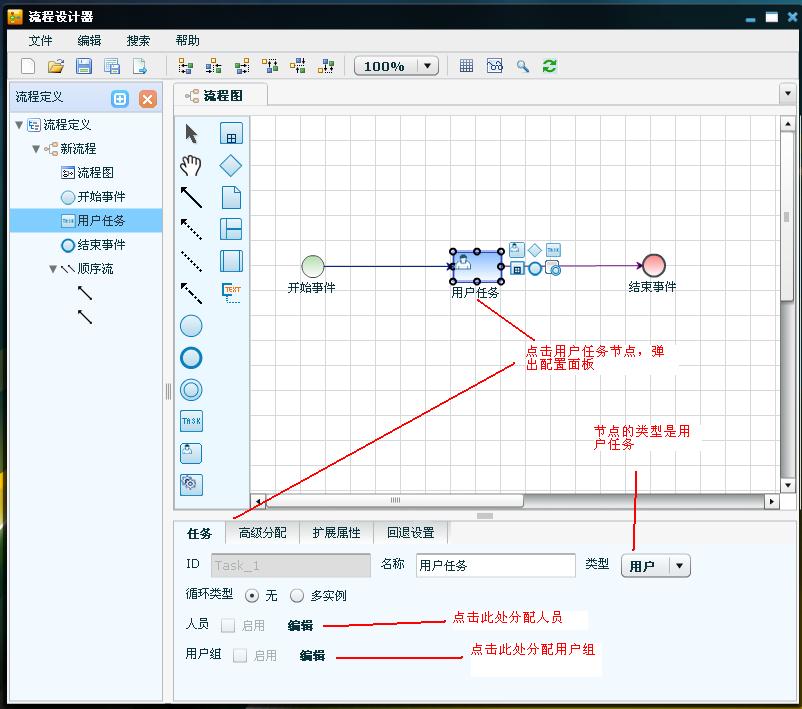 流程设计器
文件 编辑 搜索 帮助
100%
流程定义
流程图
流程定义
新流程
流程图
开始事件
TASK 用户任务
结束事件
顺序流
TEXT
TASK
TASK
开始事件
用户任务
结束事件
点击用户任务节点，弹
出配置面板
节点的类型是用
户任务
任务 高级分配 扩展属性 回退设置
ID Task_1 名称 用户任务 类型 用户
循环类型 无 多实例
人员 启用 编辑 点击此处分配人员
用户组 启用 编辑 点击此处分配用户组